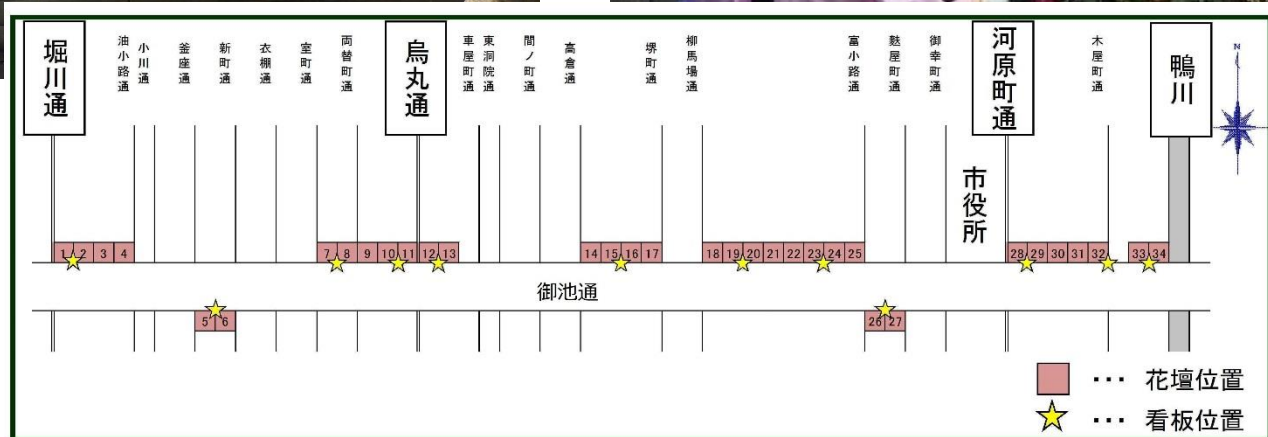 堀川通
油小路通
小川通
釜座通
新町通
衣棚通
室町通
両替町通
烏丸通
車屋町通
東洞院通
間ノ町通
高倉通
堺町通
柳馬場通
富小路通
麩屋町通
御幸町通
河原町通
木屋町通
鴨川
N
市役所
1 2 3 4 7 8 9 10 11 12 13 14 15 16 17 18 19 20 21 22 23 24 25 28 29 30 31 32 33 34
御池通
5 6 26 27
・・・ 花壇位置
・・・ 看板位置